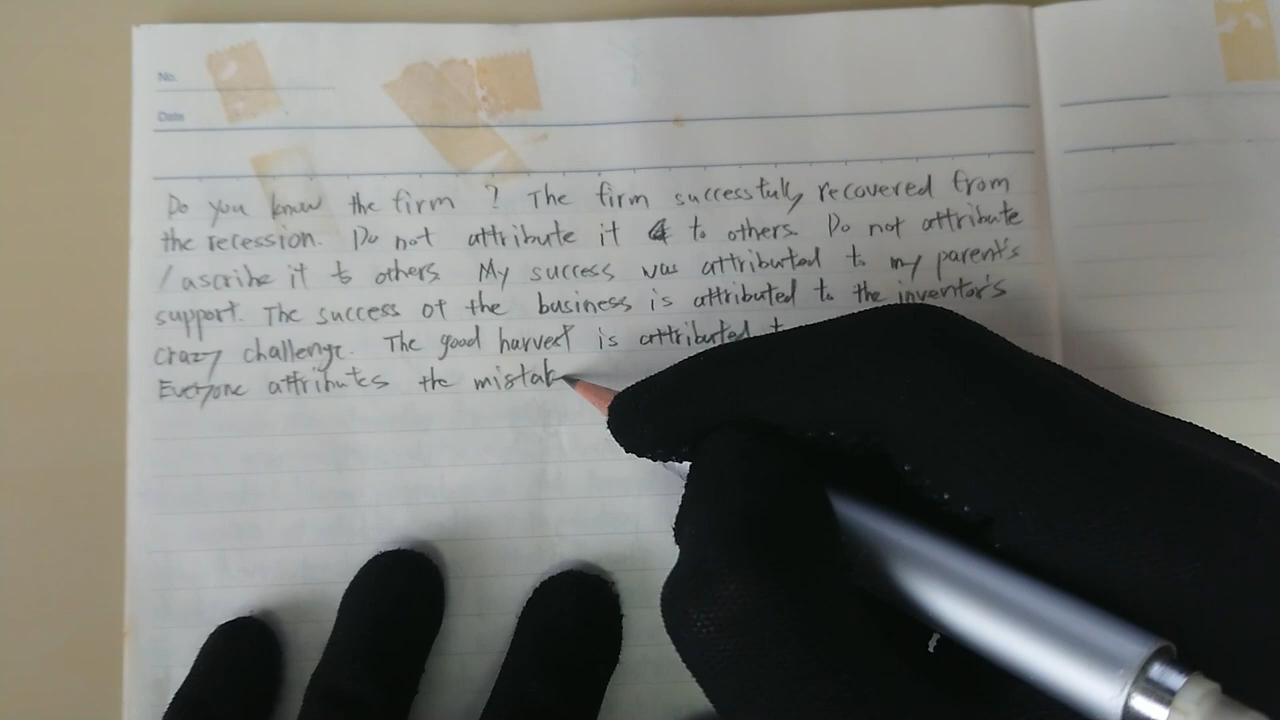 No.
Date
Do you know the firm ? The firm successfully recovered from
the recession. Do not attribute it to others. Do not attribute
/ ascribe it to others. My success was attributed to my parent's
support. The success of the business is attributed to the inventor's
crazy challenge. The good harvest is attributed t
Everyone attributes the mistak